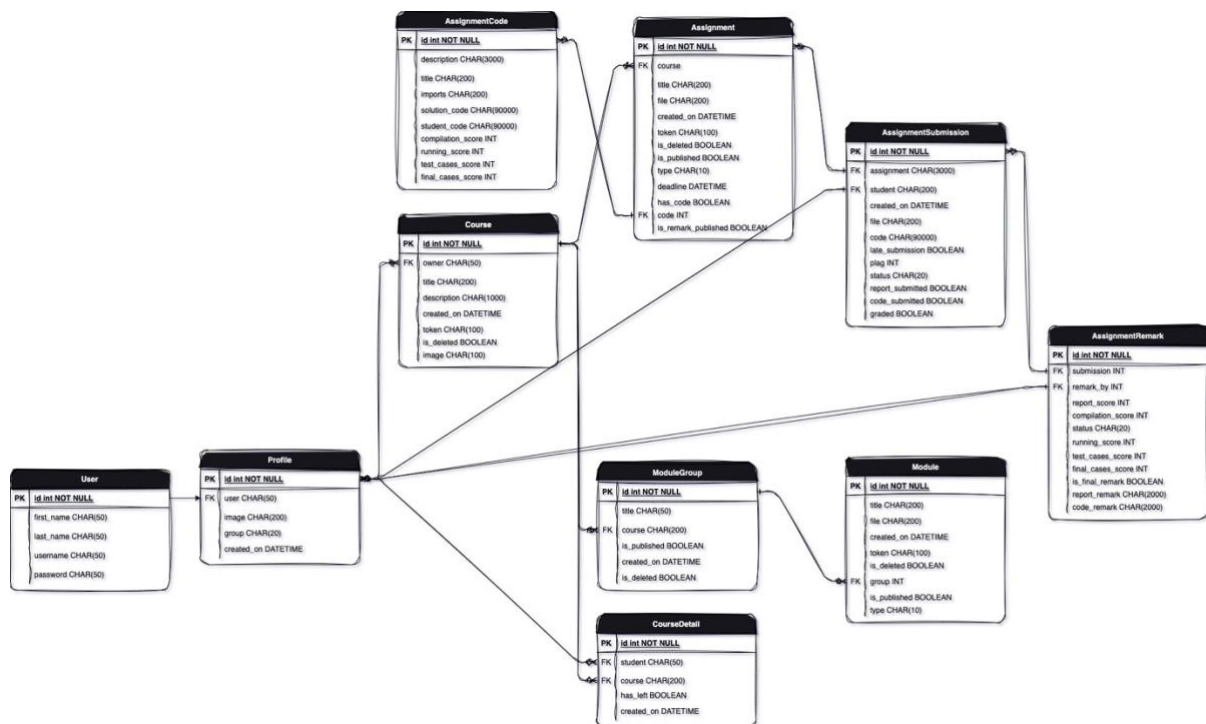 AssignmentCode
PK id int NOT NULL
description CHAR(3000)
title CHAR(200)
imports CHAR(200)
solution_code CHAR(90000)
student_code CHAR(90000)
compilation_score INT
running_score INT
test_cases_score INT
final_cases_score INT
Assignment
PK id int NOT NULL
FK course
title CHAR(200)
file CHAR(200)
created_on DATETIME
token CHAR(100)
is_deleted BOOLEAN
is_published BOOLEAN
type CHAR(10)
deadline DATETIME
has_code BOOLEAN
FK code INT
is_remark_published BOOLEAN
AssignmentSubmission
PK id int NOT NULL
FK assignment CHAR(3000)
FK student CHAR(200)
created_on DATETIME
file CHAR(200)
code CHAR(90000)
late_submission BOOLEAN
plag INT
status CHAR(20)
report_submitted BOOLEAN
code_submitted BOOLEAN
graded BOOLEAN
Course
PK id int NOT NULL
FK owner CHAR(50)
title CHAR(200)
description CHAR(1000)
created_on DATETIME
token CHAR(100)
is_deleted BOOLEAN
image CHAR(100)
AssignmentRemark
PK id int NOT NULL
FK submission INT
FK remark_by INT
report_score INT
compilation_score INT
status CHAR(20)
running_score INT
test_cases_score INT
final_cases_score INT
is_final_remark BOOLEAN
report_remark CHAR(2000)
code_remark CHAR(2000)
User
PK id int NOT NULL
first_name CHAR(50)
last_name CHAR(50)
username CHAR(50)
password CHAR(50)
Profile
PK id int NOT NULL
FK user CHAR(50)
image CHAR(200)
group CHAR(20)
created_on DATETIME
ModuleGroup
PK id int NOT NULL
title CHAR(50)
FK course CHAR(200)
is_published BOOLEAN
created_on DATETIME
is_deleted BOOLEAN
Module
PK id int NOT NULL
title CHAR(200)
file CHAR(200)
created_on DATETIME
token CHAR(100)
is_deleted BOOLEAN
FK group INT
is_published BOOLEAN
type CHAR(10)
CourseDetail
PK id int NOT NULL
FK student CHAR(50)
FK course CHAR(200)
has_left BOOLEAN
created_on DATETIME